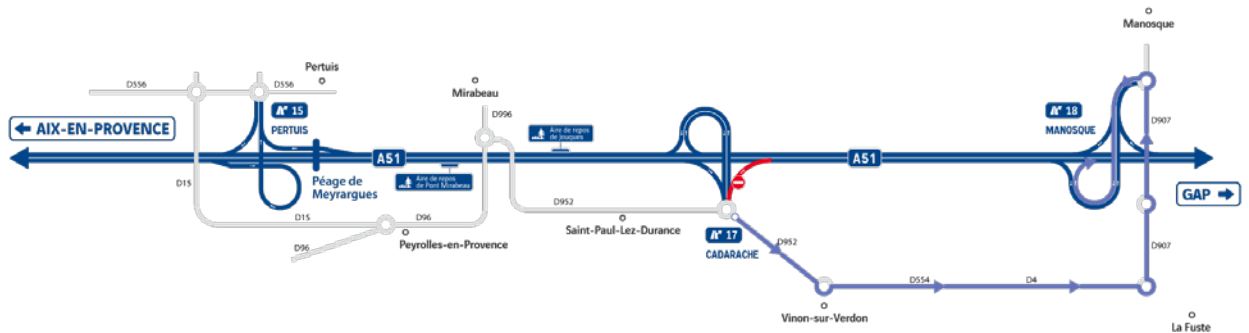 Manosque
D556
D556
Pertuis
Mirabeau
D996
15
PERTUIS
Aire de repos
de Jouques
18
MANOSQUE
D907
← AIX-EN-PROVENCE
A51
A51
Aire de repos
de Pont Mirabeau
Péage de
Meyrargues
D15
GAP →
D952
D15
D96
Saint-Paul-Lez-Durance
17
CADARACHE
D952
D96
Peyrolles-en-Provence
D907
D554
D4
Vinon-sur-Verdon
La Fuste